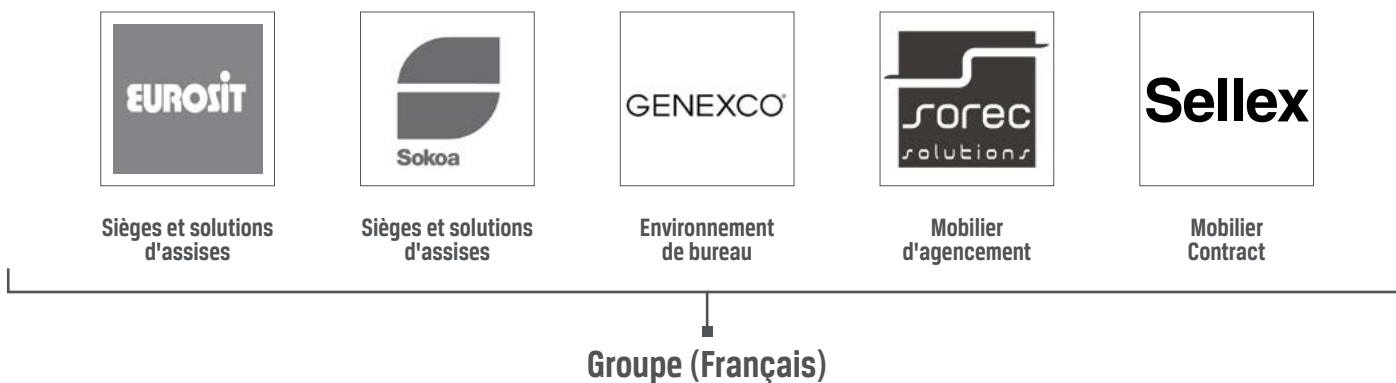 EUROSIT
Sokoa
GENEXCO®
sorec
solutions
Sellex
Sièges et solutions
d'assises
Sièges et solutions
d'assises
Environnement
de bureau
Mobilier
d'agencement
Mobilier
Contract
Groupe (Français)